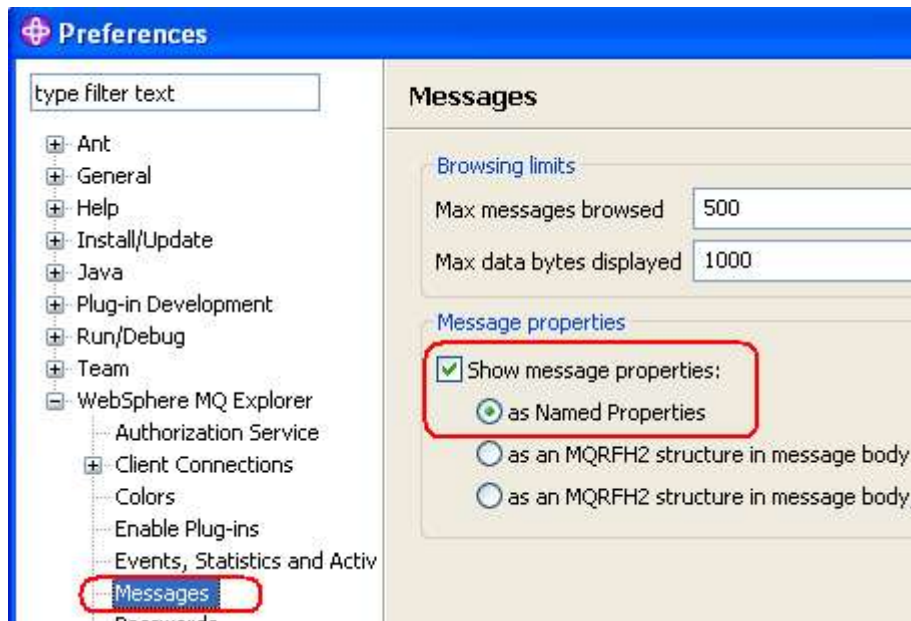 Preferences
type filter text
Ant
General
Help
Install/Update
Java
Plug-in Development
Run/Debug
Team
WebSphere MQ Explorer
Authorization Service
Client Connections
Colors
Enable Plug-ins
Events, Statistics and Activ
Messages
Messages
Browsing limits
Max messages browsed 500
Max data bytes displayed 1000
Message properties
Show message properties:
as Named Properties
as an MQRFH2 structure in message body
as an MQRFH2 structure in message body,